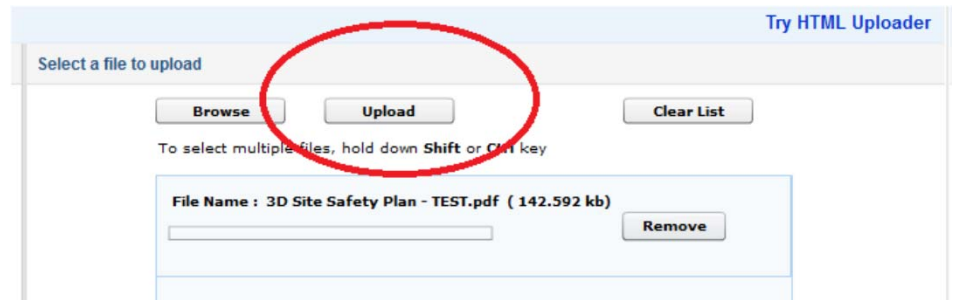 Try HTML Uploader
Select a file to upload
Browse Upload Clear List
To select multiple files, hold down Shift or Ctrl key
File Name : 3D Site Safety Plan - TEST.pdf ( 142.592 kb)
Remove